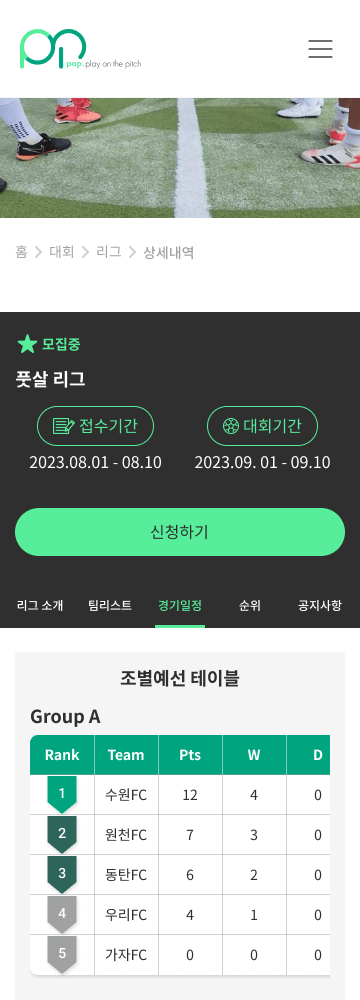 pop-play on the pitch
홈 > 대회 > 리그 > 상세내역
모집중
풋살 리그
접수기간 대회기간
2023.08.01 - 08.10 2023.09. 01 - 09.10
신청하기
리그 소개 팀리스트 경기일정 순위 공지사항
조별예선 테이블
Group A
Rank Team Pts W D
1 수원FC 12 4 0
2 원천FC 7 3 0
3 동탄FC 6 2 0
4 우리FC 4 1 0
5 가자FC 0 0 0